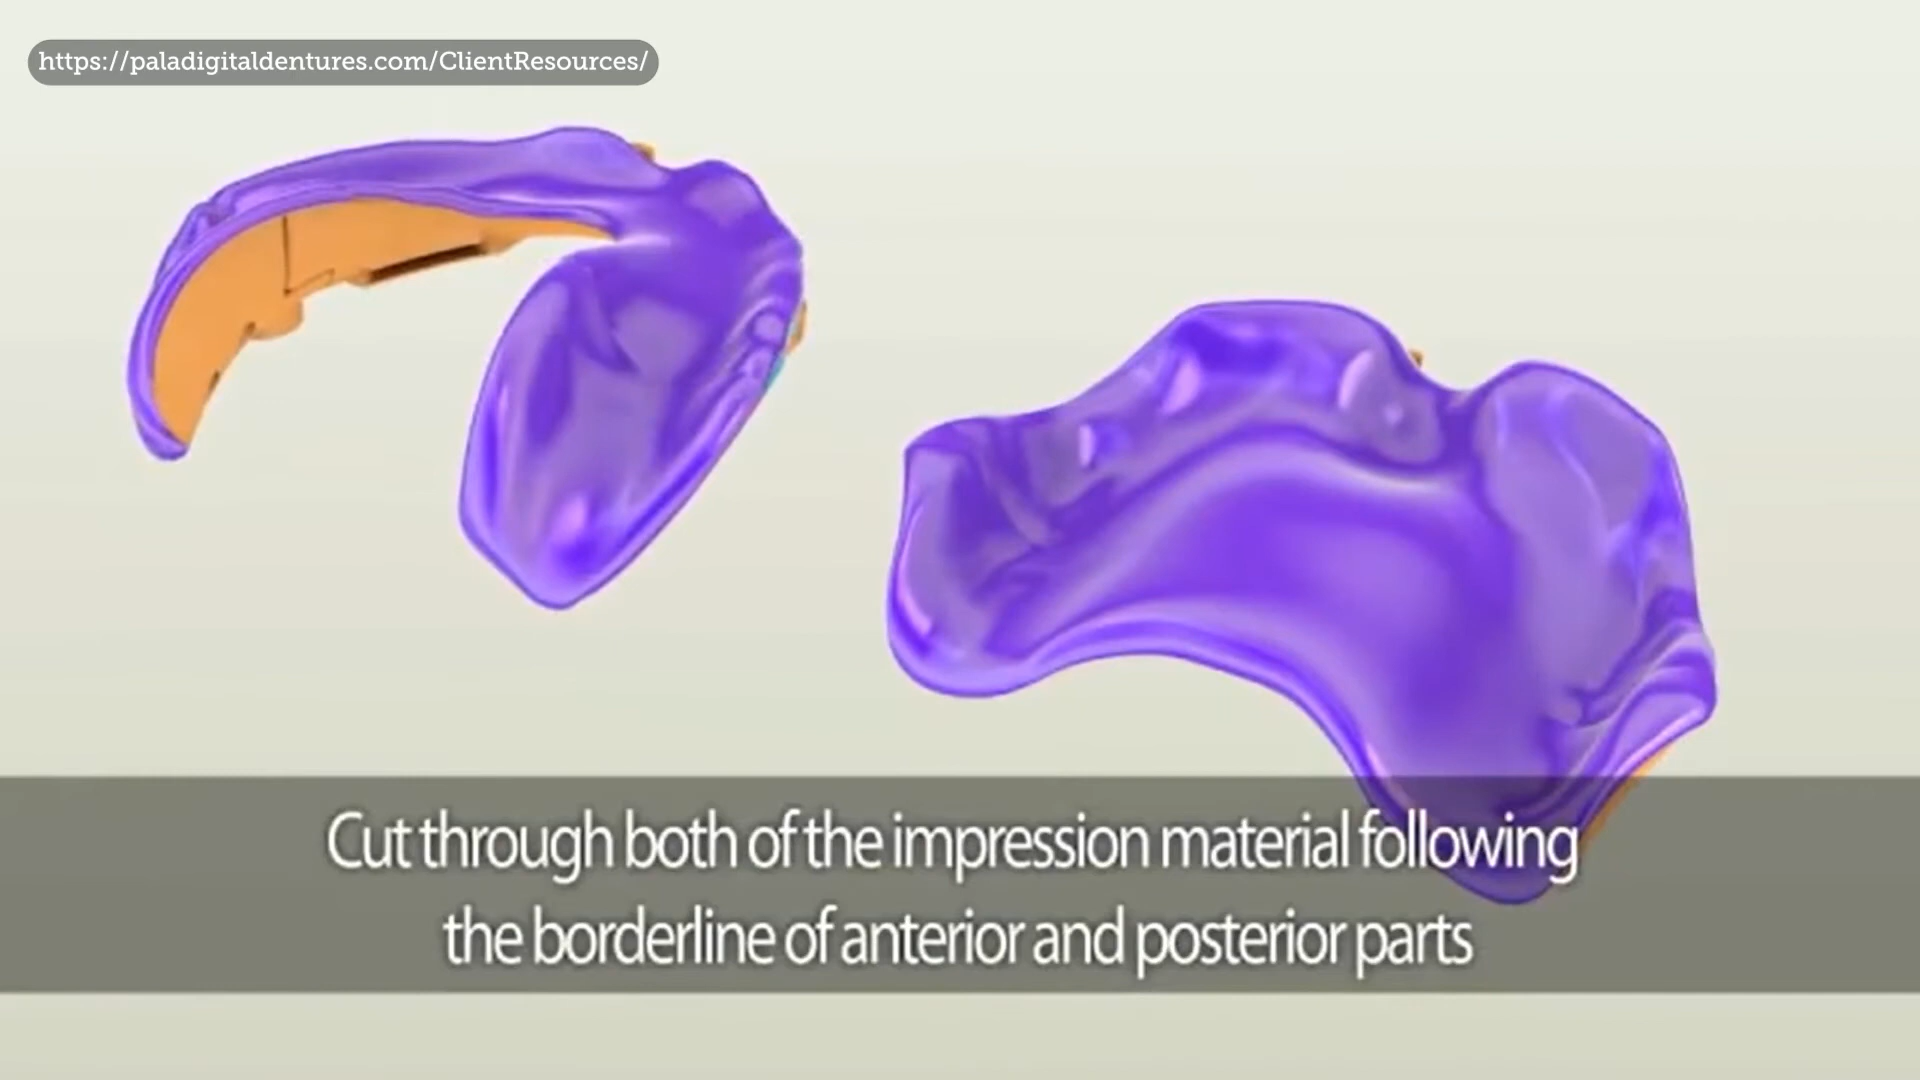 https://paladigitaldentures.com/ClientResources/
Cut through both of the impression material following
the borderline of anterior and posterior parts